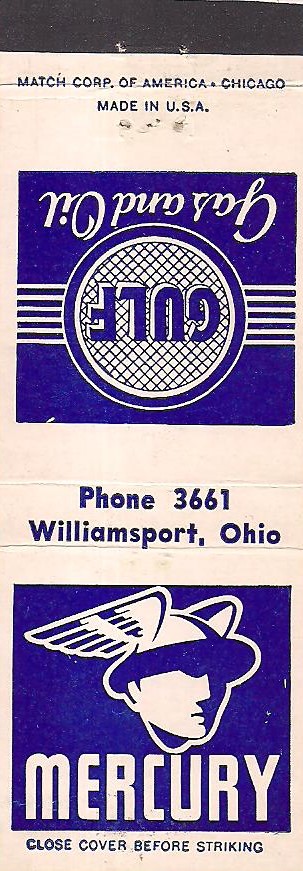 MATCH CORP. OF AMERICA • CHICAGO
MADE IN U.S.A.
Gas and Oil
GULF
Phone 3661
Williamsport, Ohio
MERCURY
CLOSE COVER BEFORE STRIKING